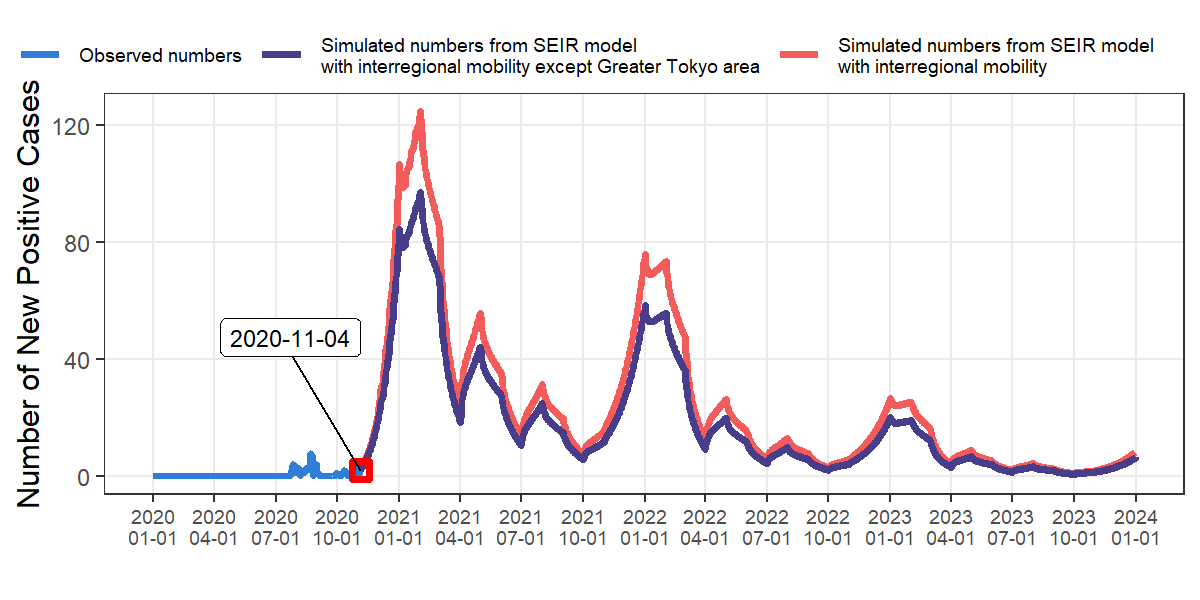 Observed numbers
Simulated numbers from SEIR model
with interregional mobility except Greater Tokyo area
Simulated numbers from SEIR model
with interregional mobility
Number of New Positive Cases
120
80
40
0
2020-11-04
2020 2020 2020 2020 2021 2021 2021 2021 2022 2022 2022 2022 2023 2023 2023 2023 2024
01-01 04-01 07-01 10-01 01-01 04-01 07-01 10-01 01-01 04-01 07-01 10-01 01-01 04-01 07-01 10-01 01-01